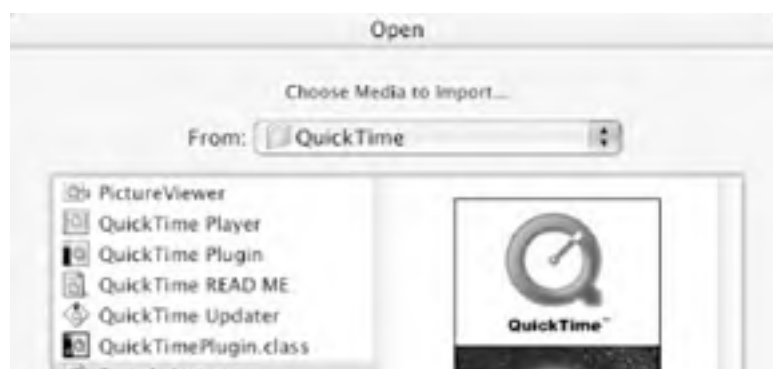 Open
Choose Media to Import...
From: QuickTime
PictureViewer
QuickTime Player
QuickTime Plugin
QuickTime READ ME
QuickTime Updater
QuickTimePlugin.class
QuickTime™